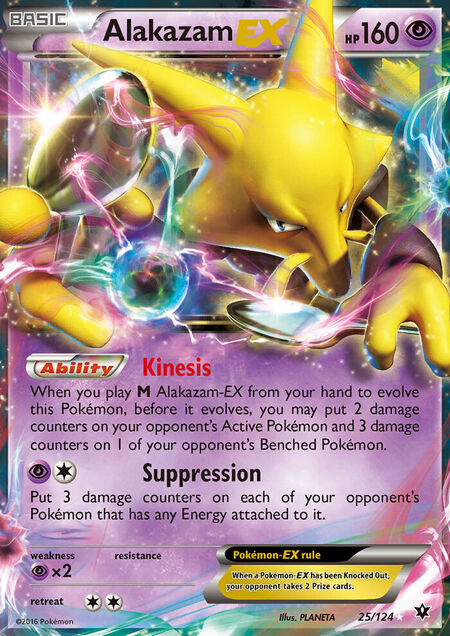 BASIC Alakazam EX HP160
Ability Kinesis
When you play M Alakazam-EX from your hand to evolve
this Pokémon, before it evolves, you may put 2 damage
counters on your opponent's Active Pokémon and 3 damage
counters on 1 of your opponent's Benched Pokémon.
Suppression
Put 3 damage counters on each of your opponent's
Pokémon that has any Energy attached to it.
weakness resistance
×2
retreat
Pokémon-EX rule
When a Pokémon-EX has been Knocked Out,
your opponent takes 2 Prize cards.
©2016 Pokémon Illus. PLANETA 25/124